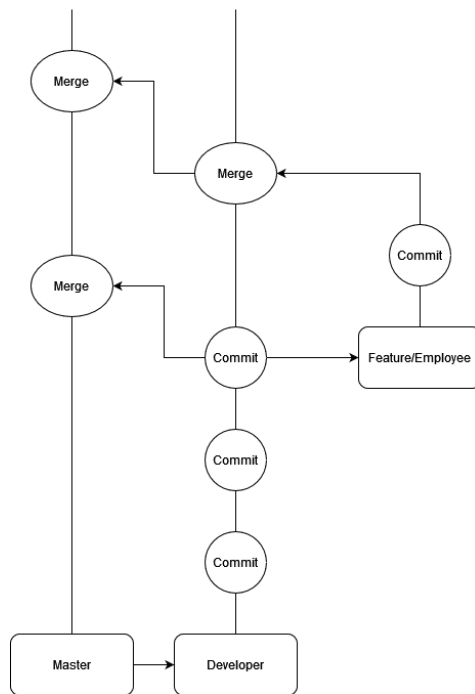 Merge
Merge
Commit
Merge
Commit
Feature/Employee
Commit
Commit
Master
Developer